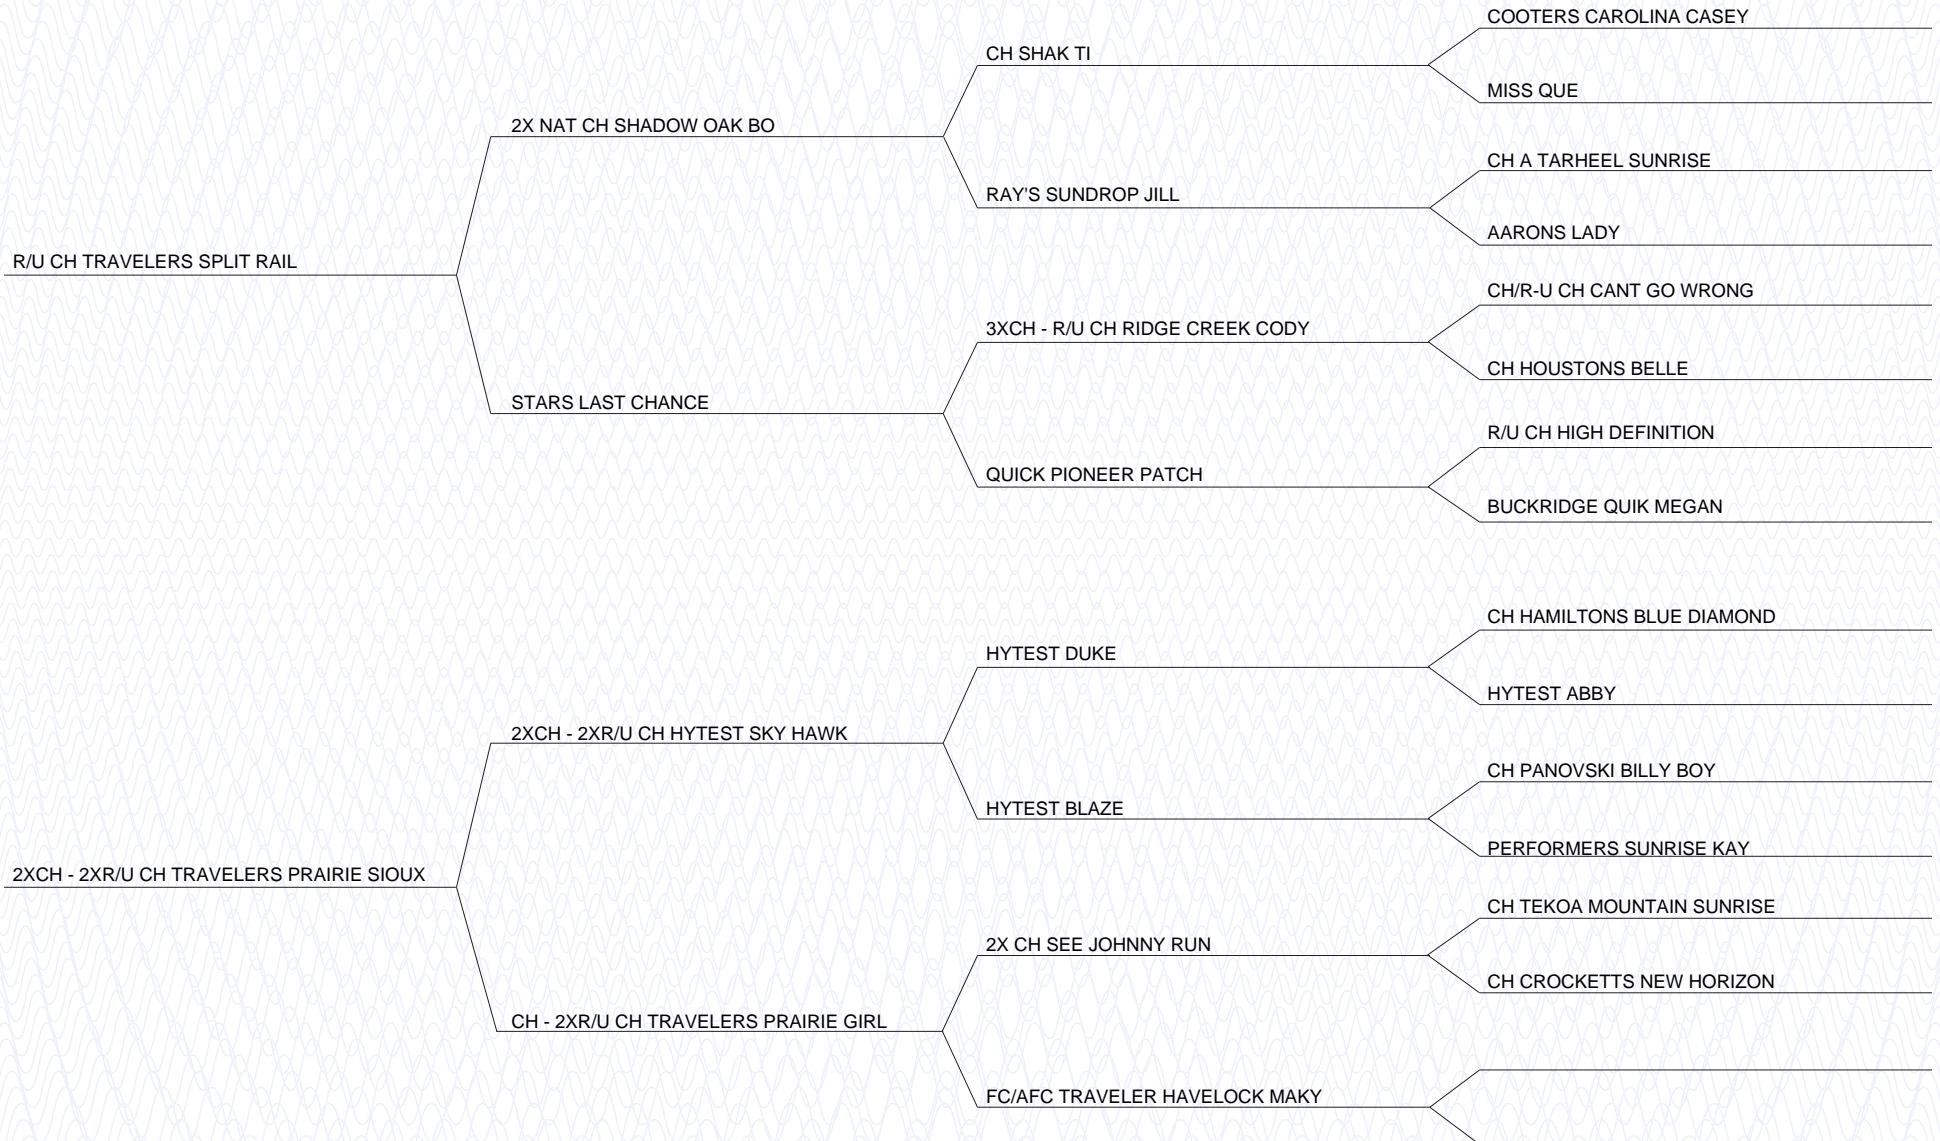 COOTERS CAROLINA CASEY
CH SHAK TI
MISS QUE
2X NAT CH SHADOW OAK BO
CH A TARHEEL SUNRISE
RAY'S SUNDROP JILL
AARONS LADY
R/U CH TRAVELERS SPLIT RAIL
CH/R-U CH CANT GO WRONG
3XCH - R/U CH RIDGE CREEK CODY
CH HOUSTONS BELLE
STARS LAST CHANCE
R/U CH HIGH DEFINITION
QUICK PIONEER PATCH
BUCKRIDGE QUIK MEGAN
CH HAMILTONS BLUE DIAMOND
HYTEST DUKE
HYTEST ABBY
2XCH - 2XR/U CH HYTEST SKY HAWK
CH PANOVSKI BILLY BOY
HYTEST BLAZE
PERFORMERS SUNRISE KAY
2XCH - 2XR/U CH TRAVELERS PRAIRIE SIOUX
CH TEKOA MOUNTAIN SUNRISE
2X CH SEE JOHNNY RUN
CH CROCKETTS NEW HORIZON
CH - 2XR/U CH TRAVELERS PRAIRIE GIRL
FC/AFC TRAVELER HAVELOCK MAKY